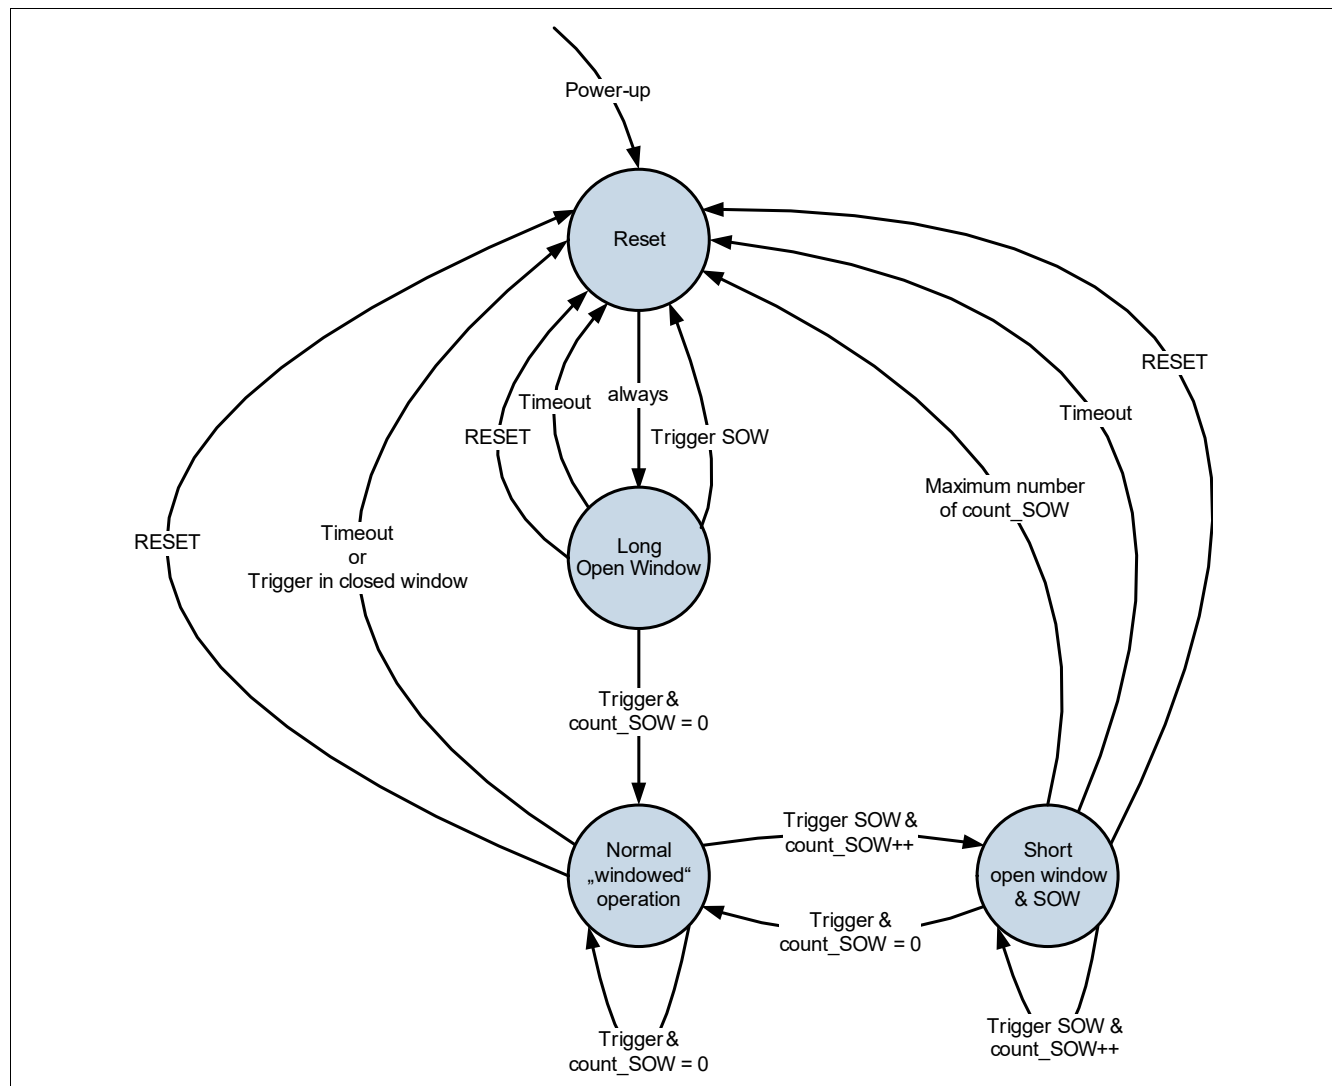 Power-up
Reset
RESET
Timeout
always
Timeout
RESET
Trigger SOW
Maximum number
of count_SOW
Timeout
or
Trigger in closed window
RESET
Long
Open Window
Trigger &
count_SOW = 0
Trigger SOW &
count_SOW++
Normal
„windowed“
operation
Short
open window
& SOW
Trigger &
count_SOW = 0
Trigger &
count_SOW = 0
Trigger SOW &
count_SOW++